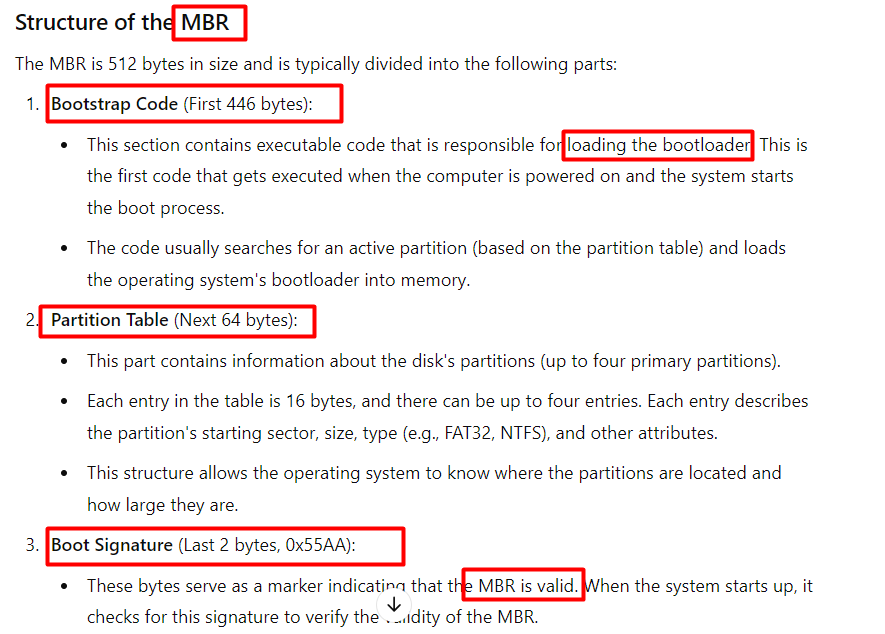 Structure of the MBR
The MBR is 512 bytes in size and is typically divided into the following parts:
1. Bootstrap Code (First 446 bytes):
• This section contains executable code that is responsible for loading the bootloader. This is
the first code that gets executed when the computer is powered on and the system starts
the boot process.
• The code usually searches for an active partition (based on the partition table) and loads
the operating system's bootloader into memory.
2. Partition Table (Next 64 bytes):
• This part contains information about the disk's partitions (up to four primary partitions).
• Each entry in the table is 16 bytes, and there can be up to four entries. Each entry describes
the partition's starting sector, size, type (e.g., FAT32, NTFS), and other attributes.
• This structure allows the operating system to know where the partitions are located and
how large they are.
3. Boot Signature (Last 2 bytes, 0x55AA):
• These bytes serve as a marker indicating that the MBR is valid. When the system starts up, it
checks for this signature to verify the validity of the MBR.